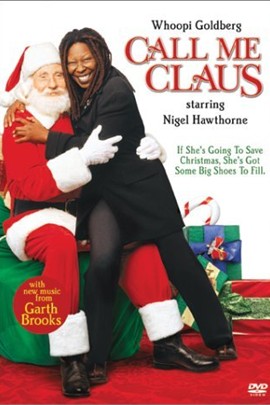 Whoopi Goldberg
CALL ME
CLAUS
starring
Nigel Hawthorne
If She's Going To Save
Christmas, She's Got
Some Big Shoes To Fill.
with
new music
from
Garth
Brooks
DVD
VIDEO